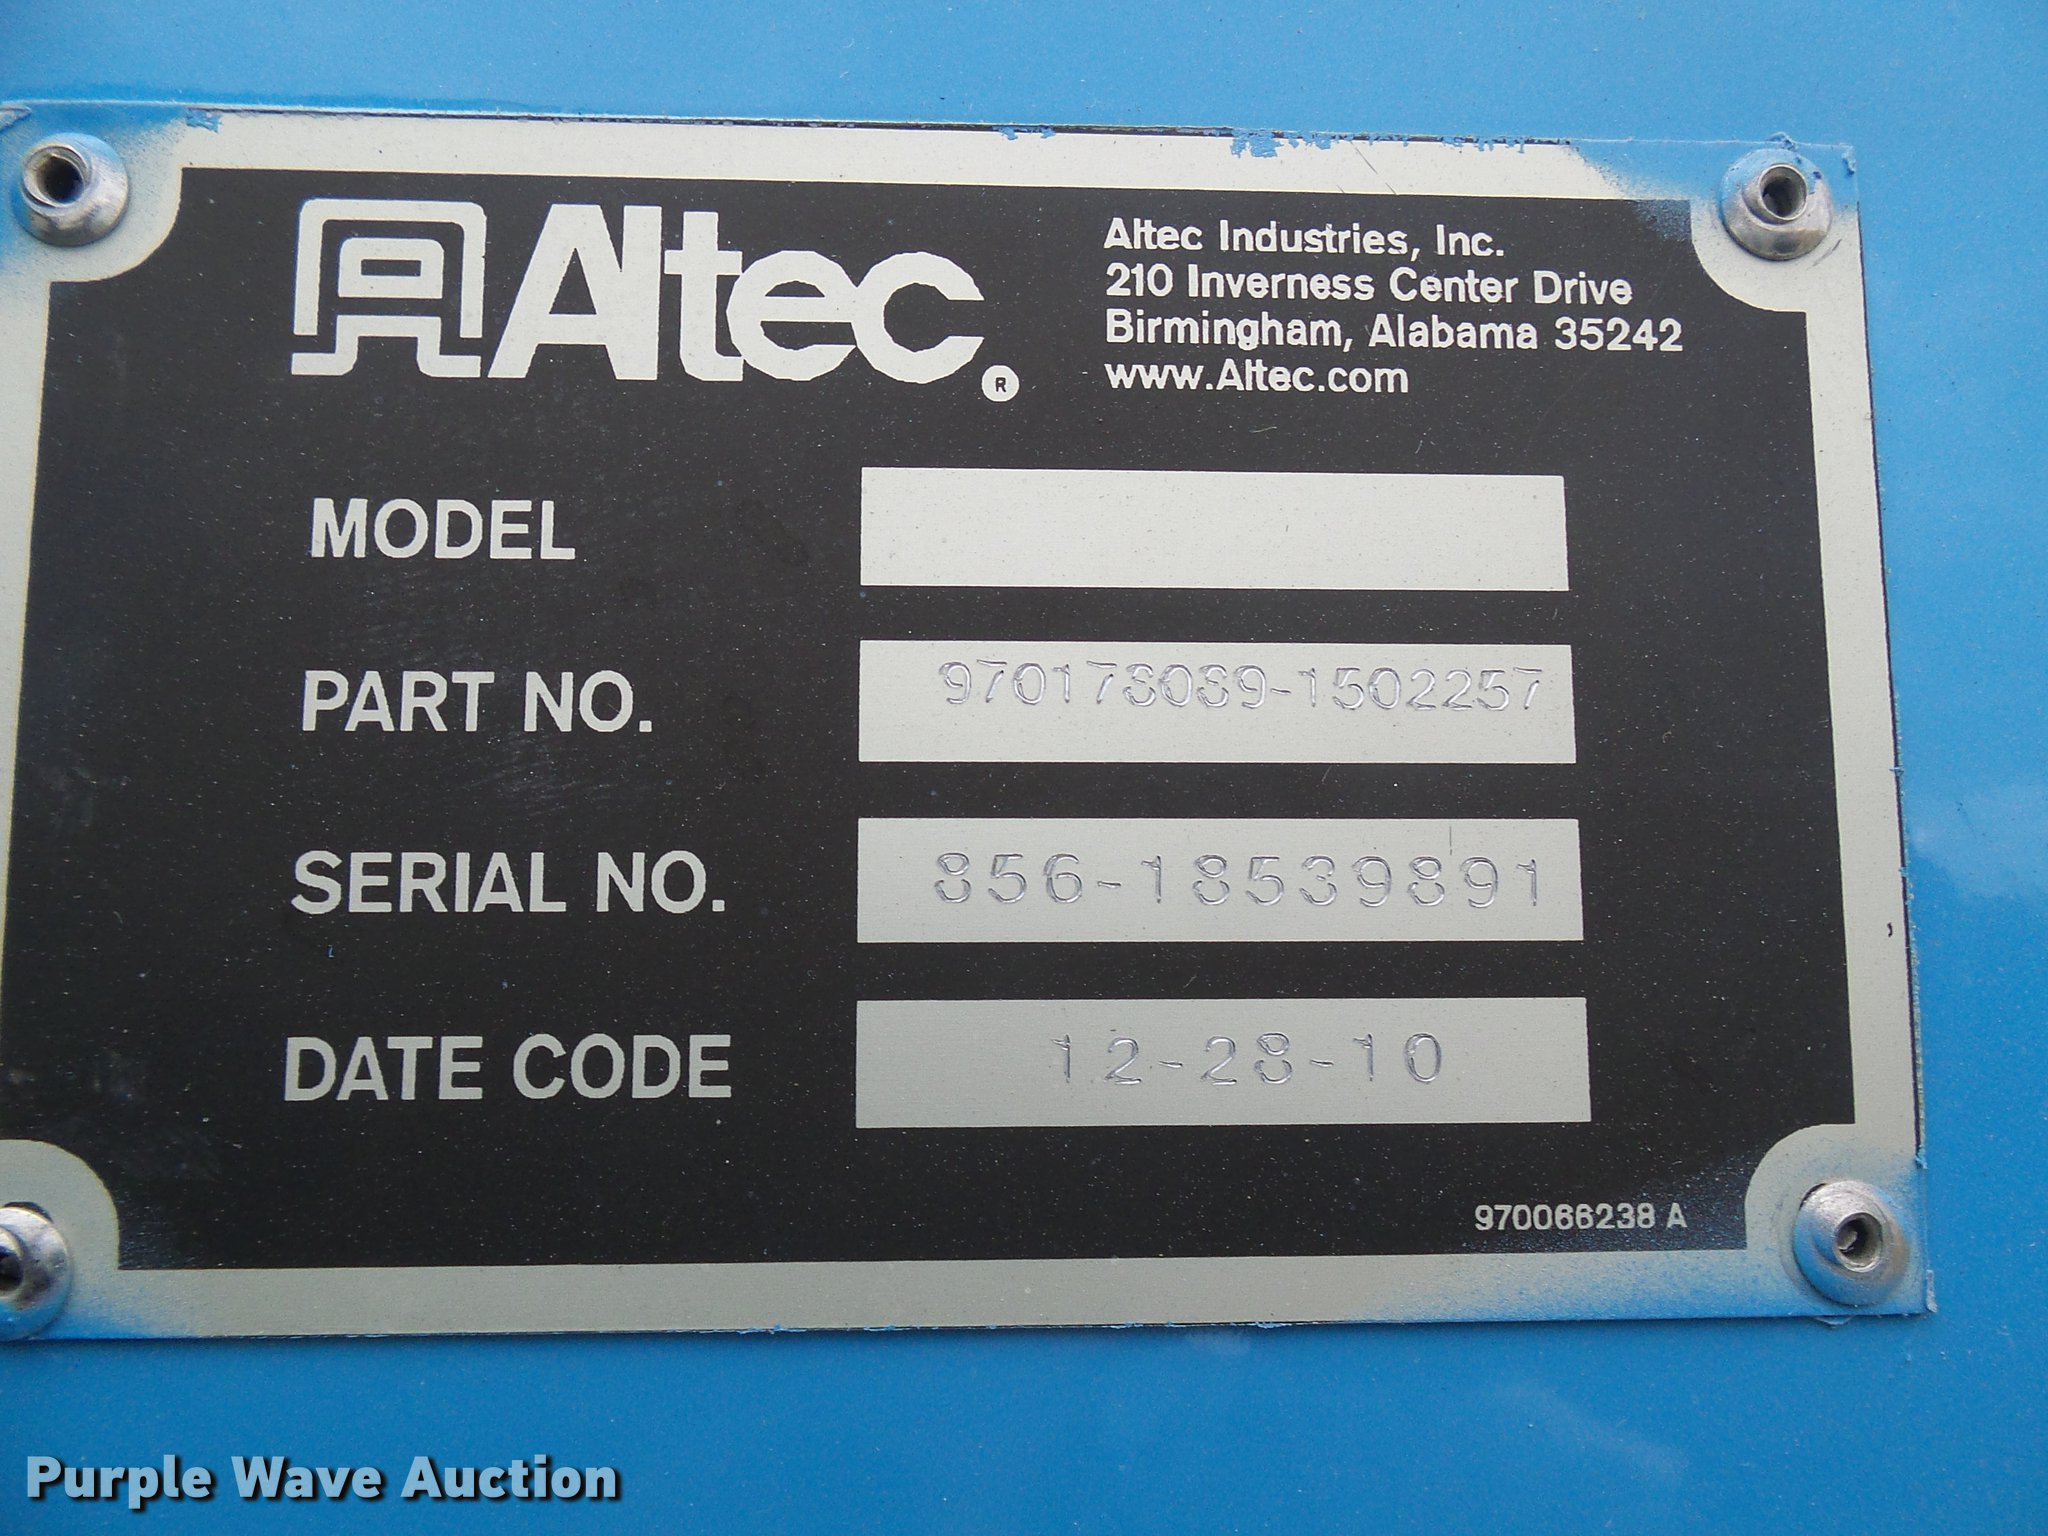 Altec ®
Altec Industries, Inc.
210 Inverness Center Drive
Birmingham, Alabama 35242
www.Altec.com
MODEL
PART NO. 970178089-1502257
SERIAL NO. 856-18539891
DATE CODE 12-28-10
970066238 A
Purple Wave Auction